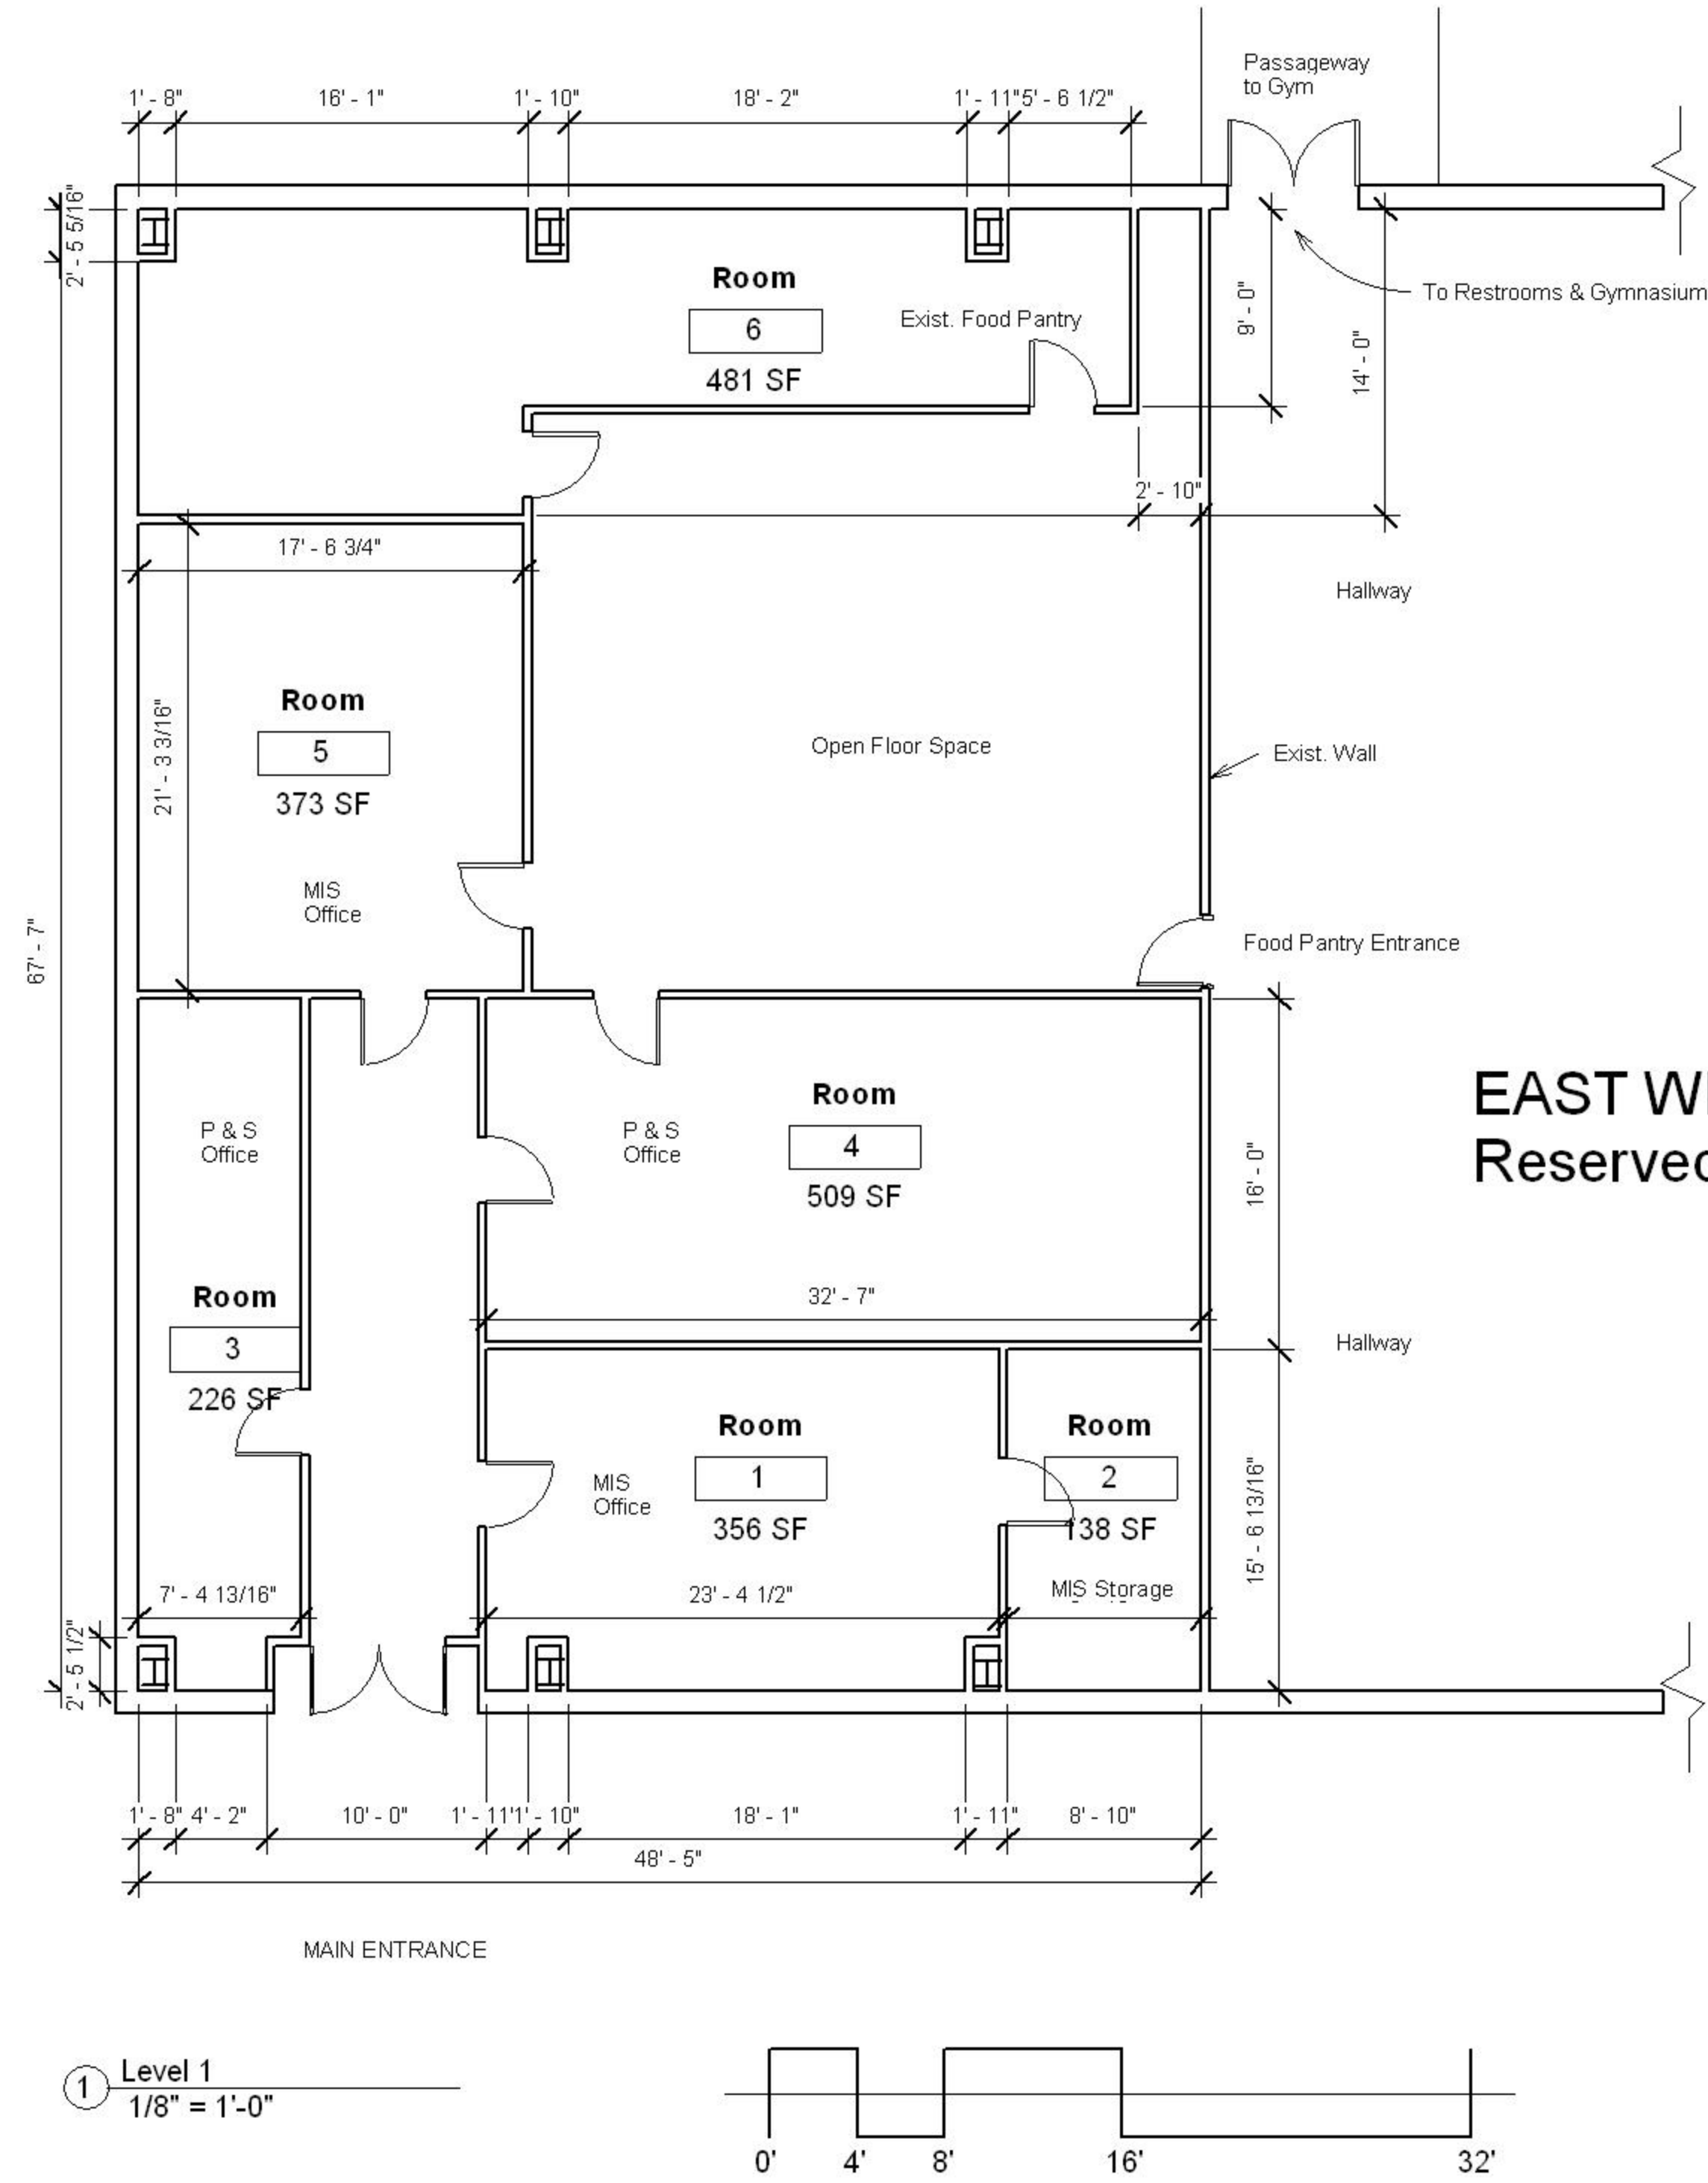 Passageway
to Gym
1' - 8"
16' - 1"
1' - 10"
18' - 2"
1' - 11"
5' - 6 1/2"
2' - 5 5/16"
To Restrooms & Gymnasium
9' - 0"
14' - 0"
Room
6
481 SF
Exist. Food Pantry
2' - 10"
17' - 6 3/4"
Hallway
Room
5
373 SF
21' - 3 3/16"
Open Floor Space
Exist. Wall
MIS
Office
67' - 7"
Food Pantry Entrance
P & S
Office
P & S
Office
Room
4
509 SF
EAST
Reserved
16' - 0"
32' - 7"
Room
3
226 SF
Hallway
Room
1
356 SF
MIS
Office
Room
2
138 SF
MIS Storage
15' - 6 13/16"
7' - 4 13/16"
23' - 4 1/2"
2' - 5 1/2"
1' - 8"
4' - 2"
10' - 0"
1' - 11"
1' - 10"
18' - 1"
1' - 11"
8' - 10"
48' - 5"
MAIN ENTRANCE
1
Level 1
1/8" = 1'-0"
0'
4'
8'
16'
32'